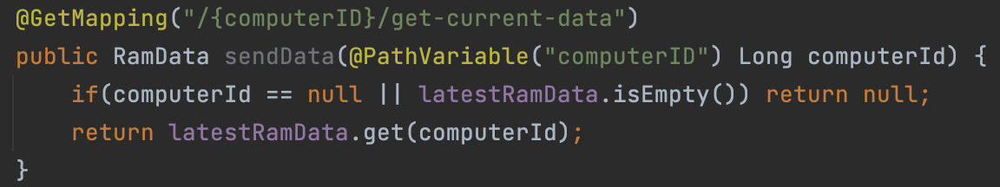 @GetMapping("/{computerID}/get-current-data")
public RamData sendData(@PathVariable("computerID") Long computerId) {
    if(computerId == null || latestRamData.isEmpty()) return null;
    return latestRamData.get(computerId);
}